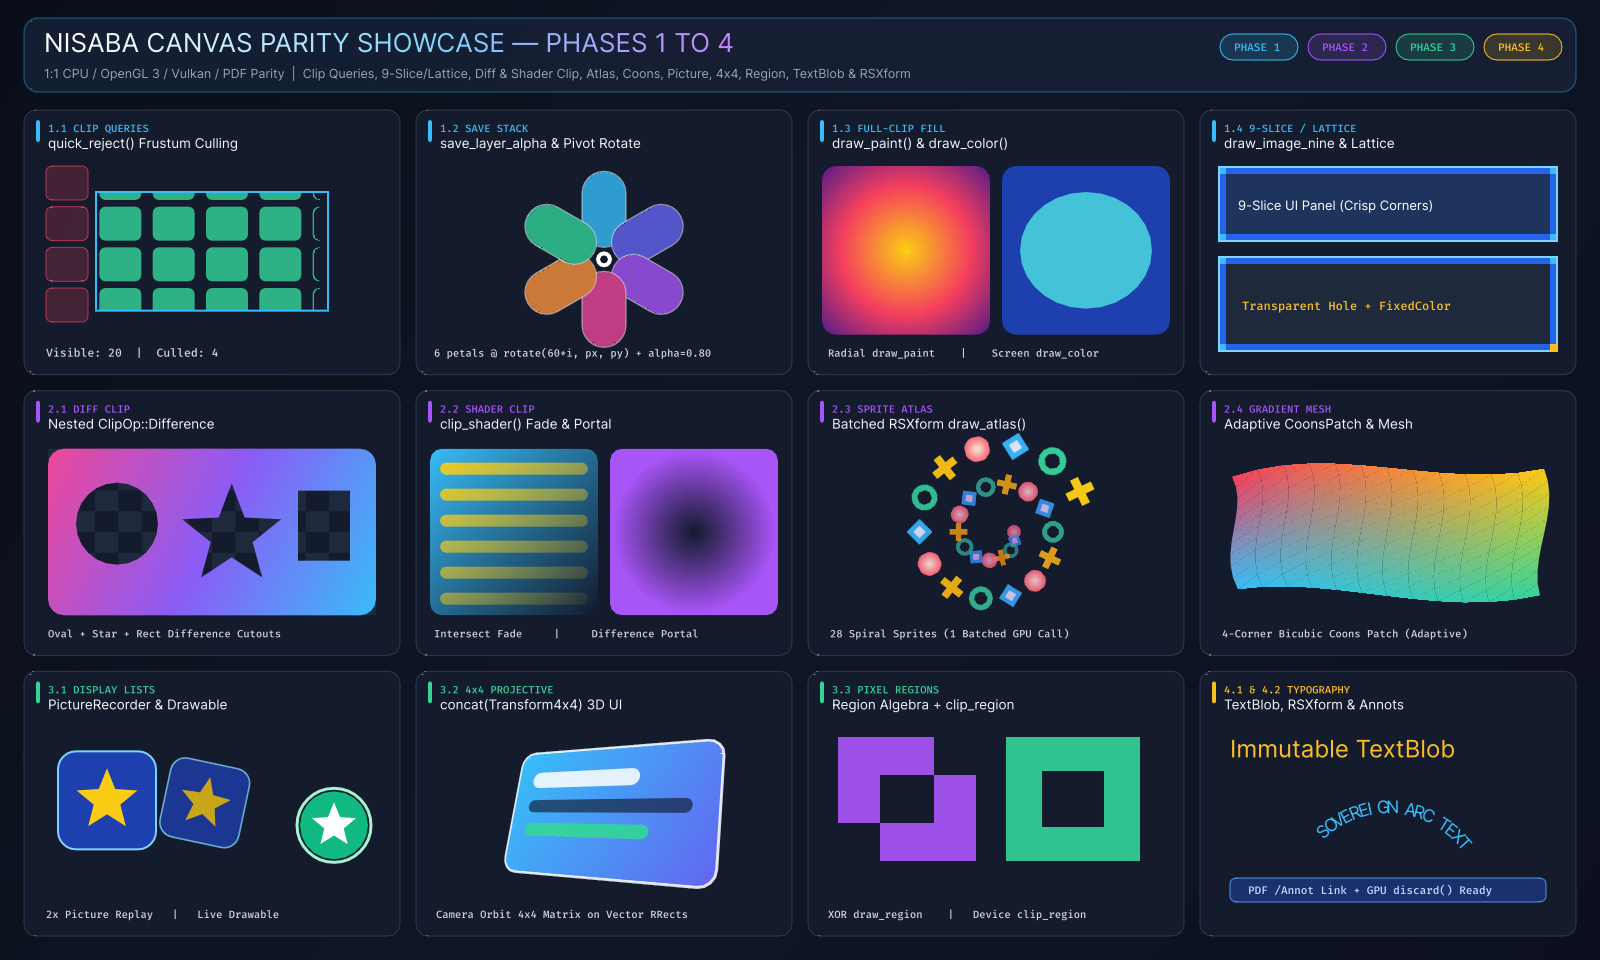 NISABA CANVAS PARITY SHOWCASE — PHASES 1 TO 4
PHASE 1
PHASE 2
PHASE 3
PHASE 4
1:1 CPU / OpenGL 3 / Vulkan / PDF Parity | Clip Queries, 9-Slice/Lattice, Diff & Shader Clip, Atlas, Coons, Picture, 4x4, Region, TextBlob & RSXform
1.1 CLIP QUERIES
quick_reject() Frustum Culling
Visible: 20 | Culled: 4
1.2 SAVE STACK
save_layer_alpha & Pivot Rotate
6 petals @ rotate(60*i, px, py) + alpha=0.80
1.3 FULL-CLIP FILL
draw_paint() & draw_color()
Radial draw_paint | Screen draw_color
1.4 9-SLICE / LATTICE
draw_image_nine & Lattice
9-Slice UI Panel (Crisp Corners)
Transparent Hole + FixedColor
2.1 DIFF CLIP
Nested ClipOp::Difference
Oval + Star + Rect Difference Cutouts
2.2 SHADER CLIP
clip_shader() Fade & Portal
Intersect Fade | Difference Portal
2.3 SPRITE ATLAS
Batched RSXform draw_atlas()
28 Spiral Sprites (1 Batched GPU Call)
2.4 GRADIENT MESH
Adaptive CoonsPatch & Mesh
4-Corner Bicubic Coons Patch (Adaptive)
3.1 DISPLAY LISTS
PictureRecorder & Drawable
2x Picture Replay | Live Drawable
3.2 4x4 PROJECTIVE
concat(Transform4x4) 3D UI
Camera Orbit 4x4 Matrix on Vector RRects
3.3 PIXEL REGIONS
Region Algebra + clip_region
XOR draw_region | Device clip_region
4.1 & 4.2 TYPOGRAPHY
TextBlob, RSXform & Annots
Immutable TextBlob
SOVEREIGN ARC TEXT
PDF /Annot Link + GPU discard() Ready